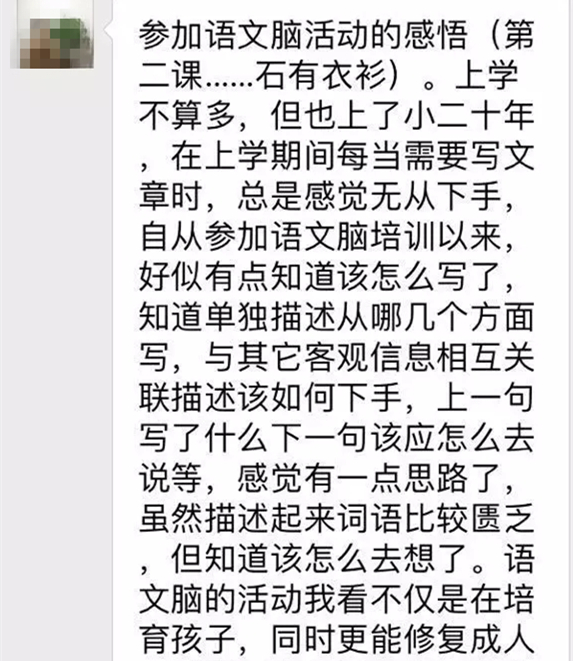 参加语文脑活动的感悟（第
二课......石有衣衫）。上学
不算多，但也上了小二十年
，在上学期间每当需要写文
章时，总是感觉无从下手，
自从参加语文脑培训以来，
好似有点知道该怎么写了，
知道单独描述从哪几个方面
写，与其它客观信息相互关
联描述该如何下手，上一句
写了什么下一句该应怎么去
说等，感觉有一点思路了，
虽然描述起来词语比较匮乏
，但知道该怎么去想了。语
文脑的活动我看不仅是在培
育孩子，同时更能修复成人